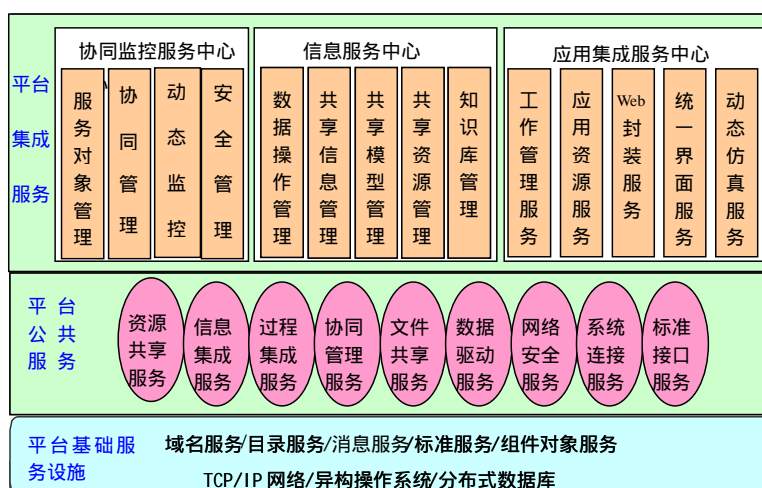 平台
集成
服务
协同监控服务中心
服务对象管理
协同管理
动态监控
安全管理
信息服务中心
数据操作管理
共享信息管理
共享模型管理
共享资源管理
知识库管理
应用集成服务中心
工作管理服务
应用资源服务
Web封装服务
统一界面服务
动态仿真服务
平台
公共
服务
资源
共享
服务
信息
集成
服务
过程
集成
服务
协同
管理
服务
文件
共享
服务
数据
驱动
服务
网络
安全
服务
系统
连接
服务
标准
接口
服务
平台基础服
务设施
域名服务/目录服务/消息服务/标准服务/组件对象服务
TCP/IP 网络/异构操作系统/分布式数据库